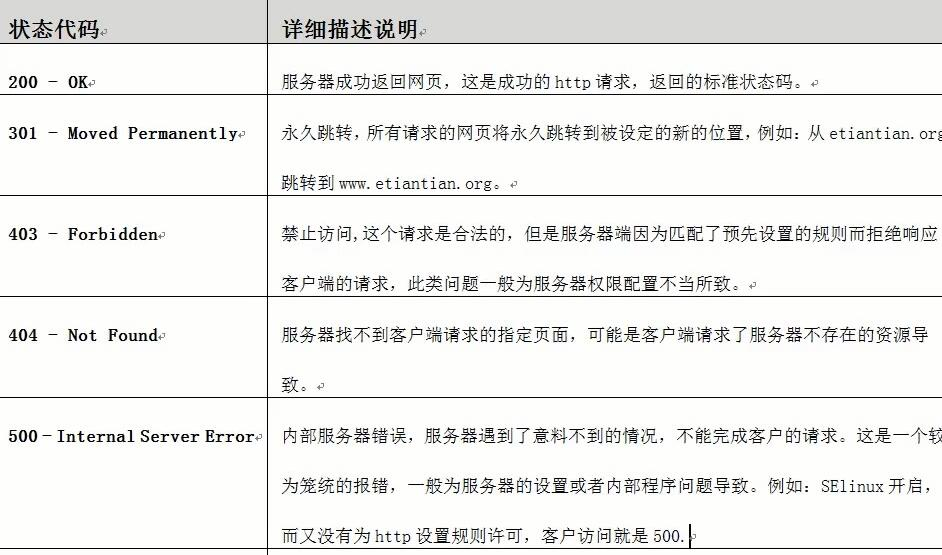 状态代码
详细描述说明
200 - OK
服务器成功返回网页，这是成功的 http 请求，返回的标准状态码。
301 - Moved Permanently
永久跳转，所有请求的网页将永久跳转到被设定的新的位置，例如：从 etiantian.org
跳转到 www.etiantian.org。
403 - Forbidden
禁止访问,这个请求是合法的，但是服务器端因为匹配了预先设置的规则而拒绝响应
客户端的请求，此类问题一般为服务器权限配置不当所致。
404 - Not Found
服务器找不到客户端请求的指定页面，可能是客户端请求了服务器不存在的资源导
致。
500-Internal Server Error
内部服务器错误，服务器遇到了意料不到的情况，不能完成客户的请求。这是一个较
为笼统的报错，一般为服务器的设置或者内部程序问题导致。例如：SElinux 开启，
而又没有为 http 设置规则许可，客户访问就是 500.